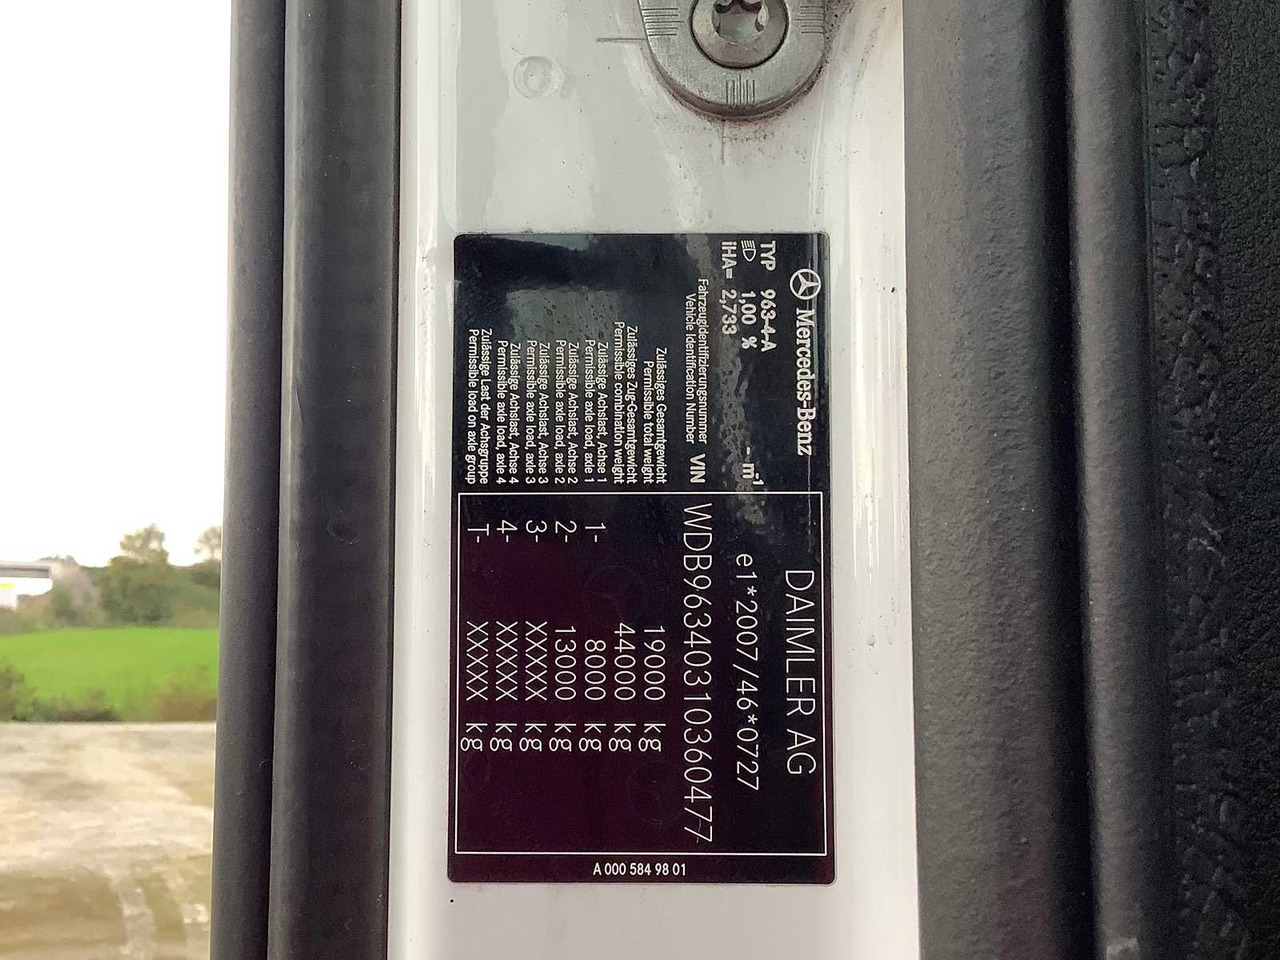 Mercedes-Benz
DAIMLER AG
TYP 963-4-A
1,00 % - m-1
e1*2007/46*0727
iHA= 2,733
Fahrzeugidentifizierungsnummer
Vehicle Identification Number VIN WDB9634031036047 7
Zulässiges Gesamtgewicht
Permissible total weight 19000 kg
Zulässiges Zug-Gesamtgewicht
Permissible combination weight 44000 kg
Zulässige Achslast, Achse 1
Permissible axle load, axle 1 1- 8000 kg
Zulässige Achslast, Achse 2
Permissible axle load, axle 2 2- 13000 kg
Zulässige Achslast, Achse 3
Permissible axle load, axle 3 3- XXXXX kg
Zulässige Achslast, Achse 4
Permissible axle load, axle 4 4- XXXXX kg
Zulässige Last der Achsgruppe
Permissible load on axle group T- XXXXX kg
A 000 584 98 01